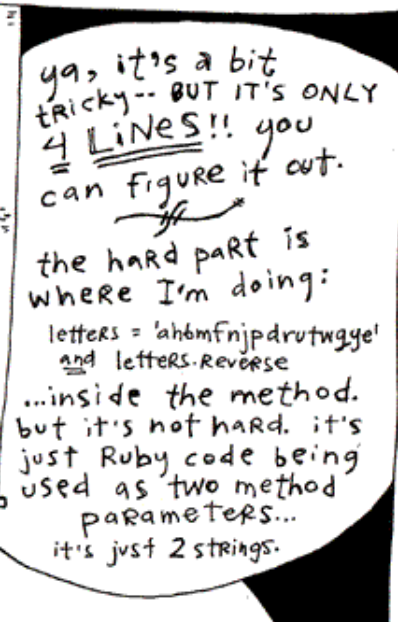 ya, it's a bit
tRicky-- BUT IT'S ONLY
4 LiNeS!! you
can figuRe it out.
the haRd paRt is
wheRe I'm doing:
letteRs = 'ah6mfnjpdrutwqye'
and letteRs.ReveRse
...inside the method.
but it's not haRd. it's
just Ruby code being
used as two method
paRameteRs...
it's just 2 stRings.